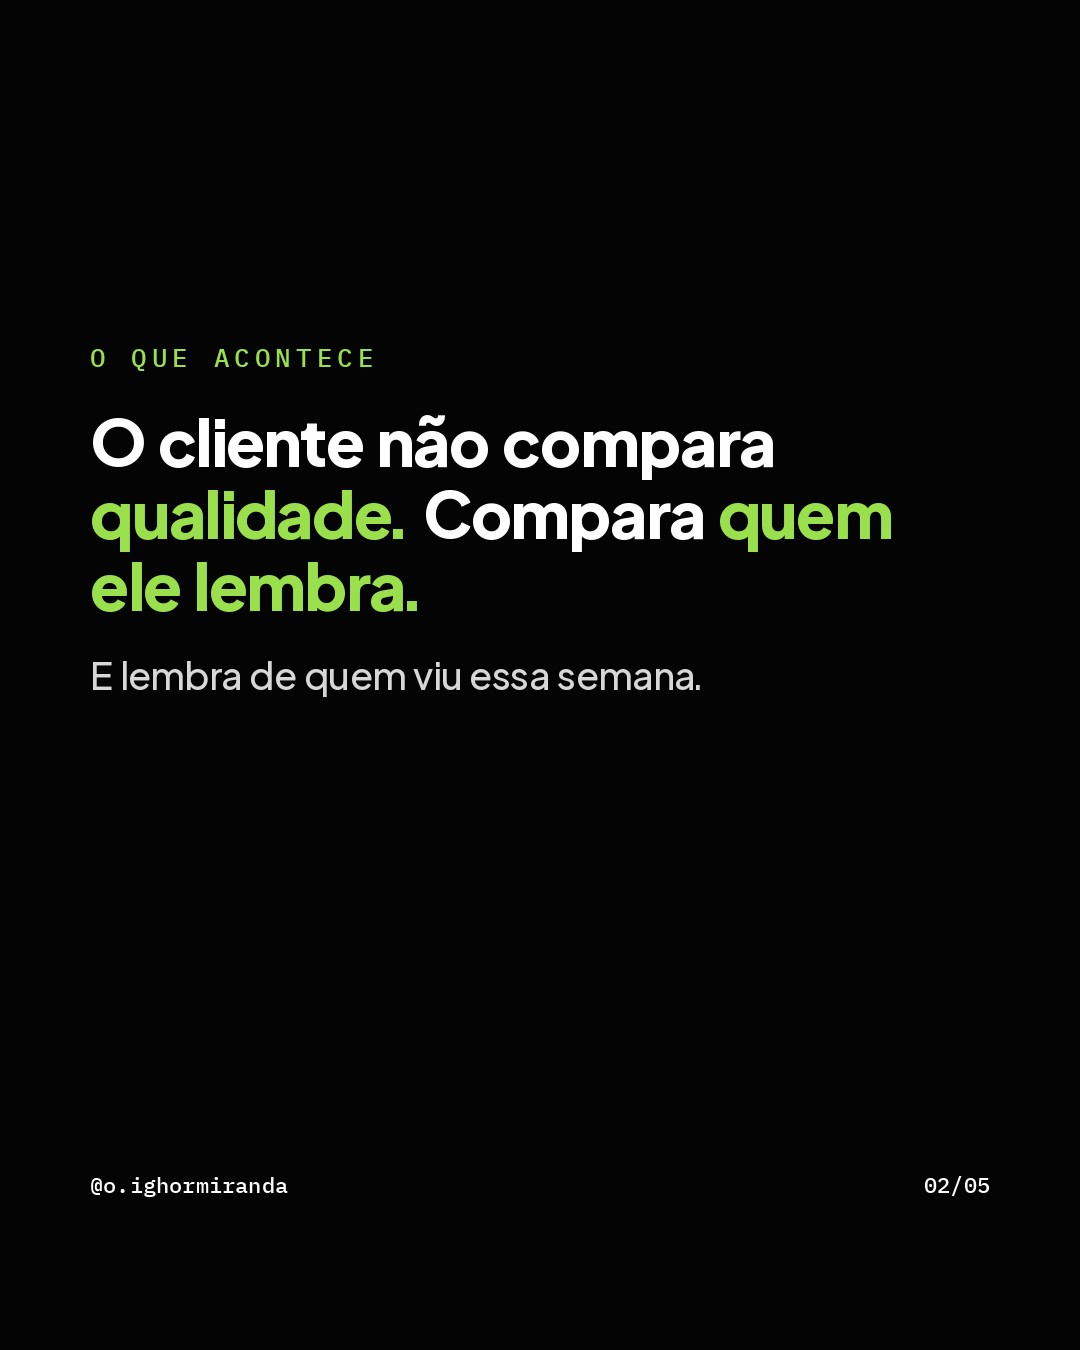 O QUE ACONTECE
O cliente não compara
qualidade. Compara quem
ele lembra.
E lembra de quem viu essa semana.
@o.ighormiranda
02/05